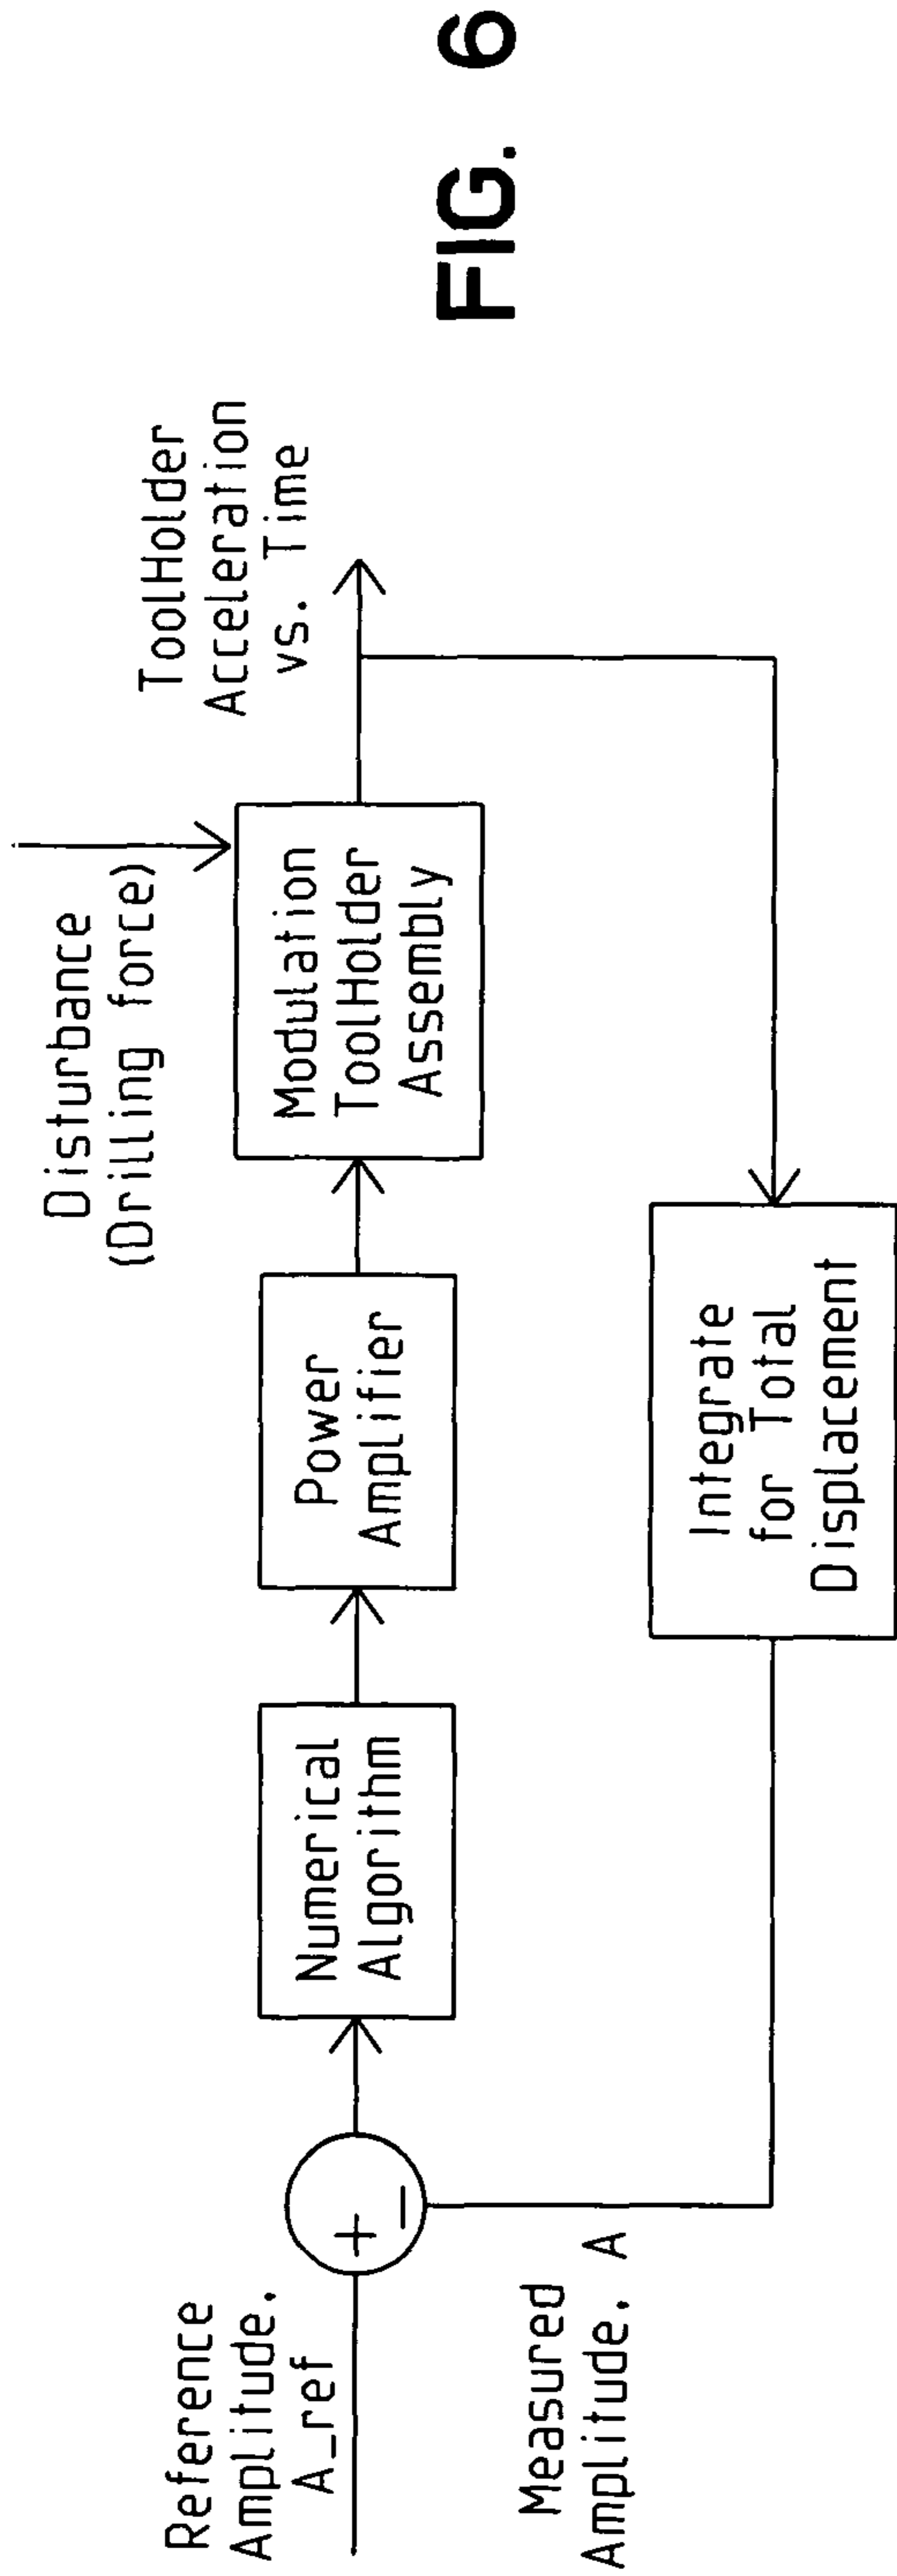 Reference
Amplitude,
A_ref
+
−
Measured
Amplitude, A
Numerical
Algorithm
Power
Amplifier
Disturbance
(Drilling force)
Modulation
ToolHolder
Assembly
ToolHolder
Acceleration
vs. Time
Integrate
for Total
Displacement
FIG. 6